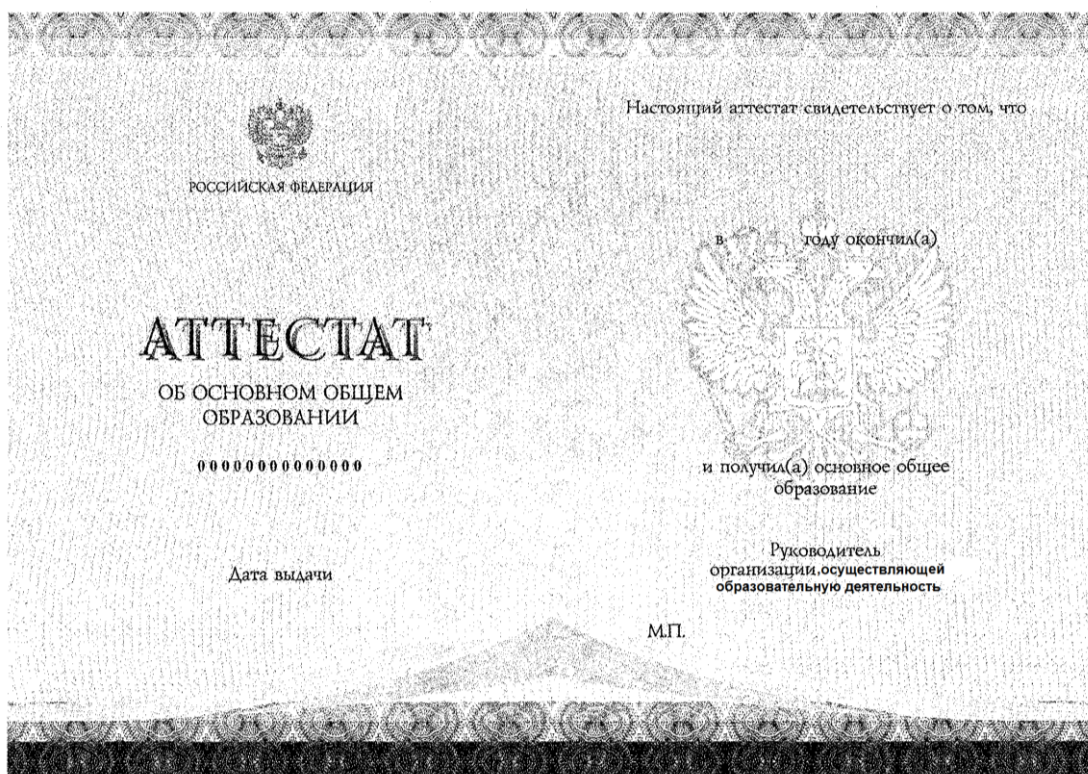 РОССИЙСКАЯ ФЕДЕРАЦИЯ
АТТЕСТАТ
ОБ ОСНОВНОМ ОБЩЕМ
ОБРАЗОВАНИИ
00000000000000
Дата выдачи
Настоящий аттестат свидетельствует о том, что
в году окончил(а)
и получил(а) основное общее
образование
Руководитель
организации,осуществляющей
образовательную деятельность
М.П.